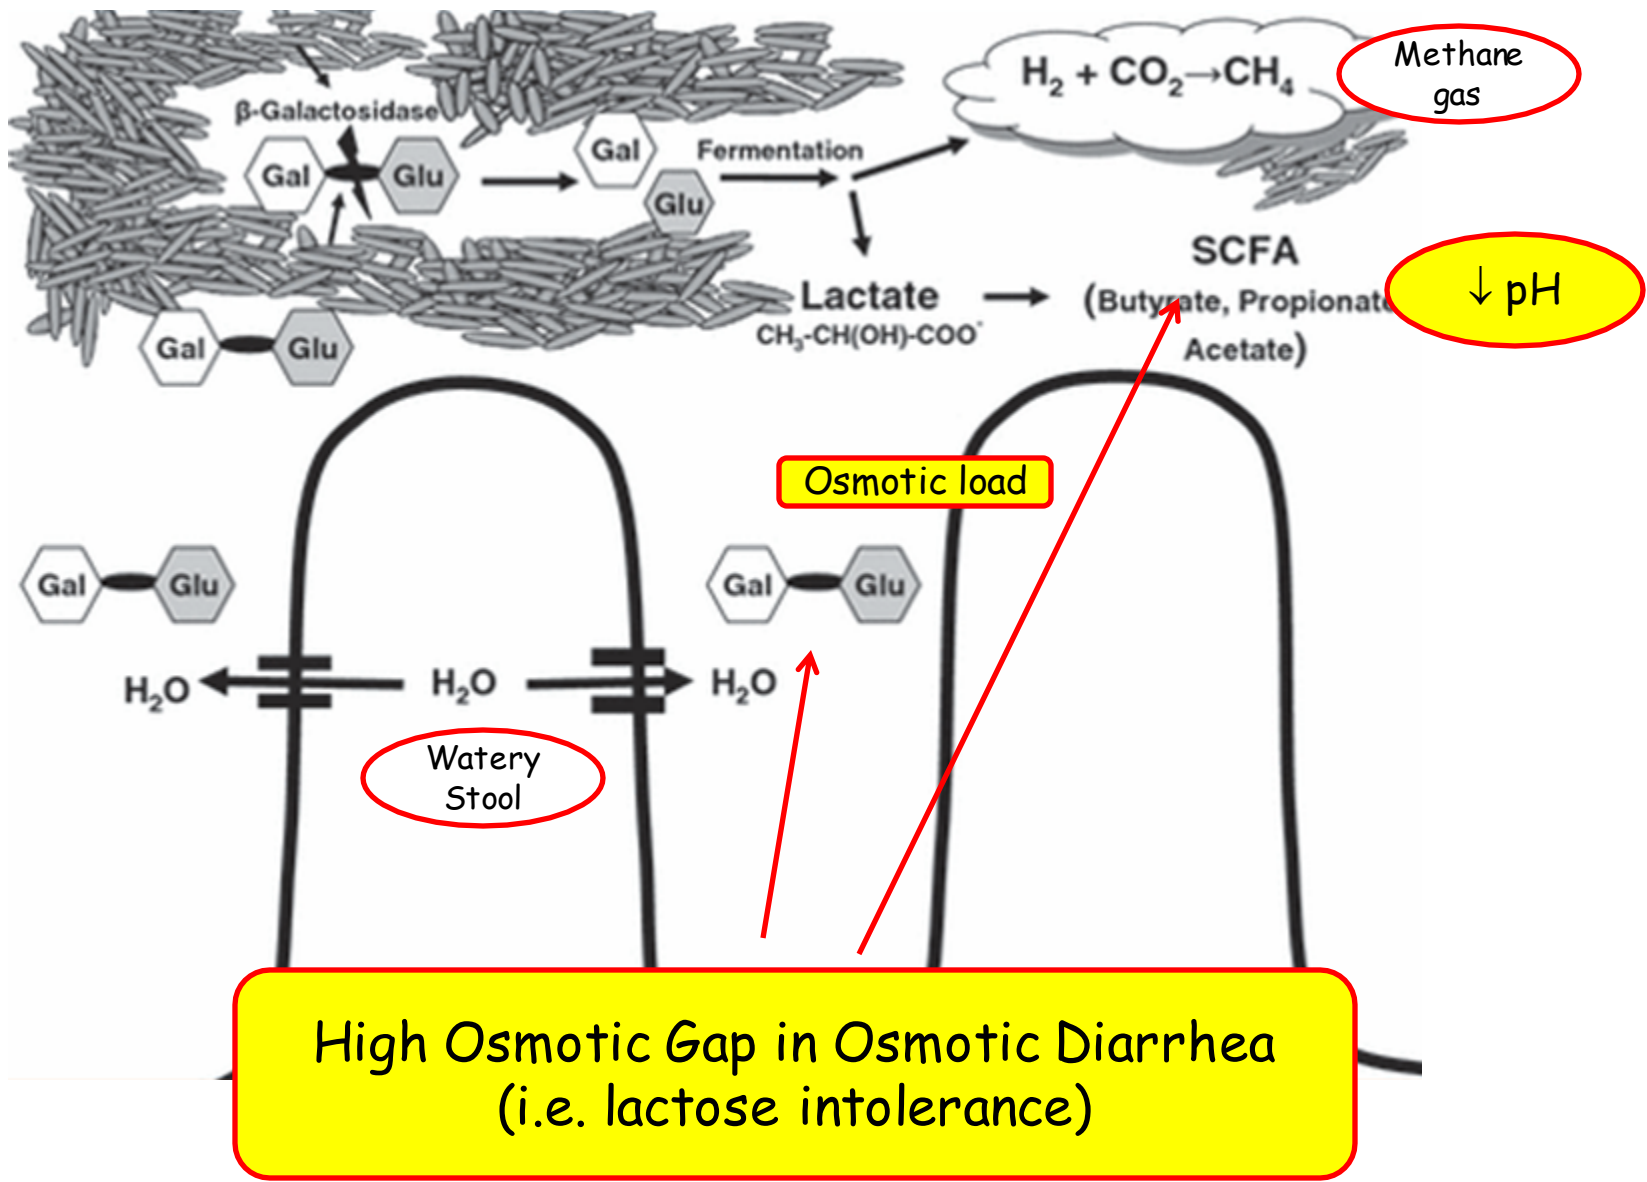 β-Galactosidase
Gal Glu
Gal
Glu
Fermentation
H₂ + CO₂→CH₄
Methane
gas
Lactate
CH₃-CH(OH)-COO⁻
SCFA
(Butyrate, Propionate
Acetate)
↓ pH
Gal Glu
Osmotic load
Gal Glu
Gal Glu
H₂O
H₂O
H₂O
Watery
Stool
High Osmotic Gap in Osmotic Diarrhea
(i.e. lactose intolerance)